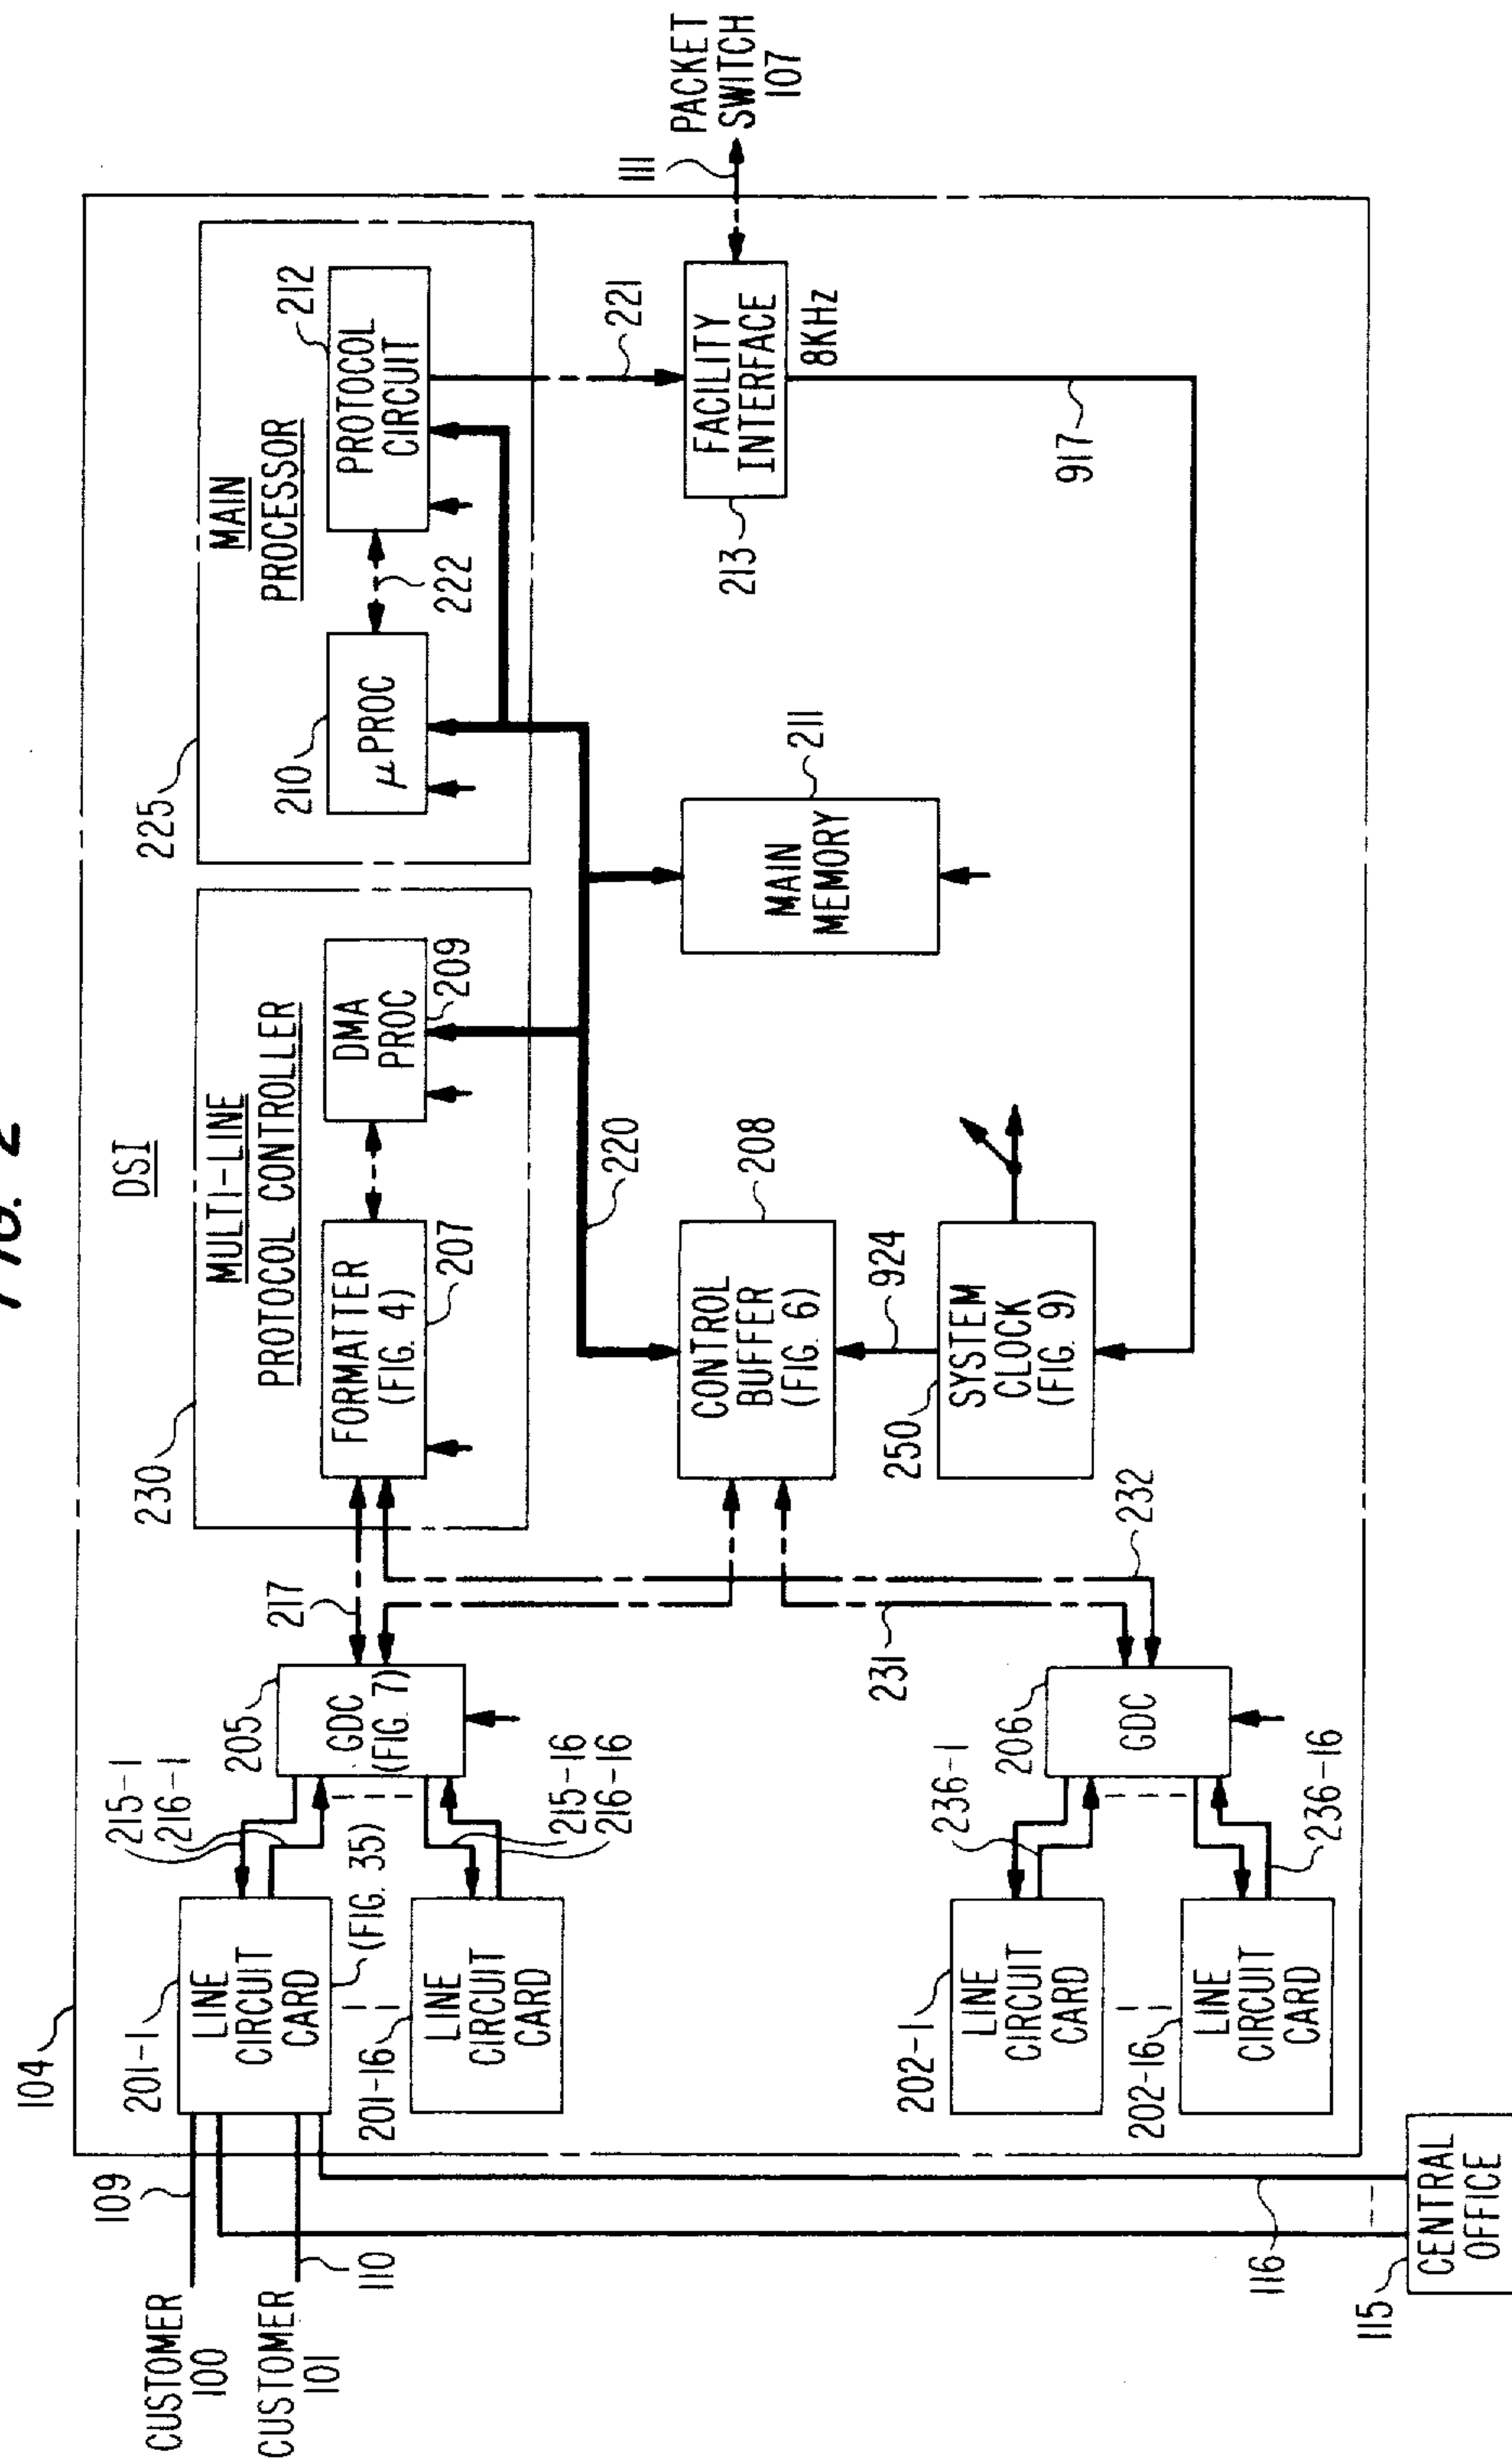 FIG. 2
DSI
104
CUSTOMER
100
109
CUSTOMER
101
110
201-1
LINE
CIRCUIT
CARD
(FIG. 35)
201-16
LINE
CIRCUIT
CARD
215-1
216-1
205
GDC
(FIG. 7)
215-16
216-16
217
230
MULTI-LINE
PROTOCOL CONTROLLER
FORMATTER
(FIG. 4)
207
DMA
PROC
209
225
MAIN
PROCESSOR
210
μPROC
222
212
PROTOCOL
CIRCUIT
221
220
FACILITY
INTERFACE
213
8KHz
111
PACKET
SWITCH
107
917
MAIN
MEMORY
211
CONTROL
BUFFER
(FIG. 6)
208
924
250
SYSTEM
CLOCK
(FIG. 9)
231
232
202-1
LINE
CIRCUIT
CARD
202-16
LINE
CIRCUIT
CARD
236-1
206
GDC
236-16
116
115
CENTRAL
OFFICE